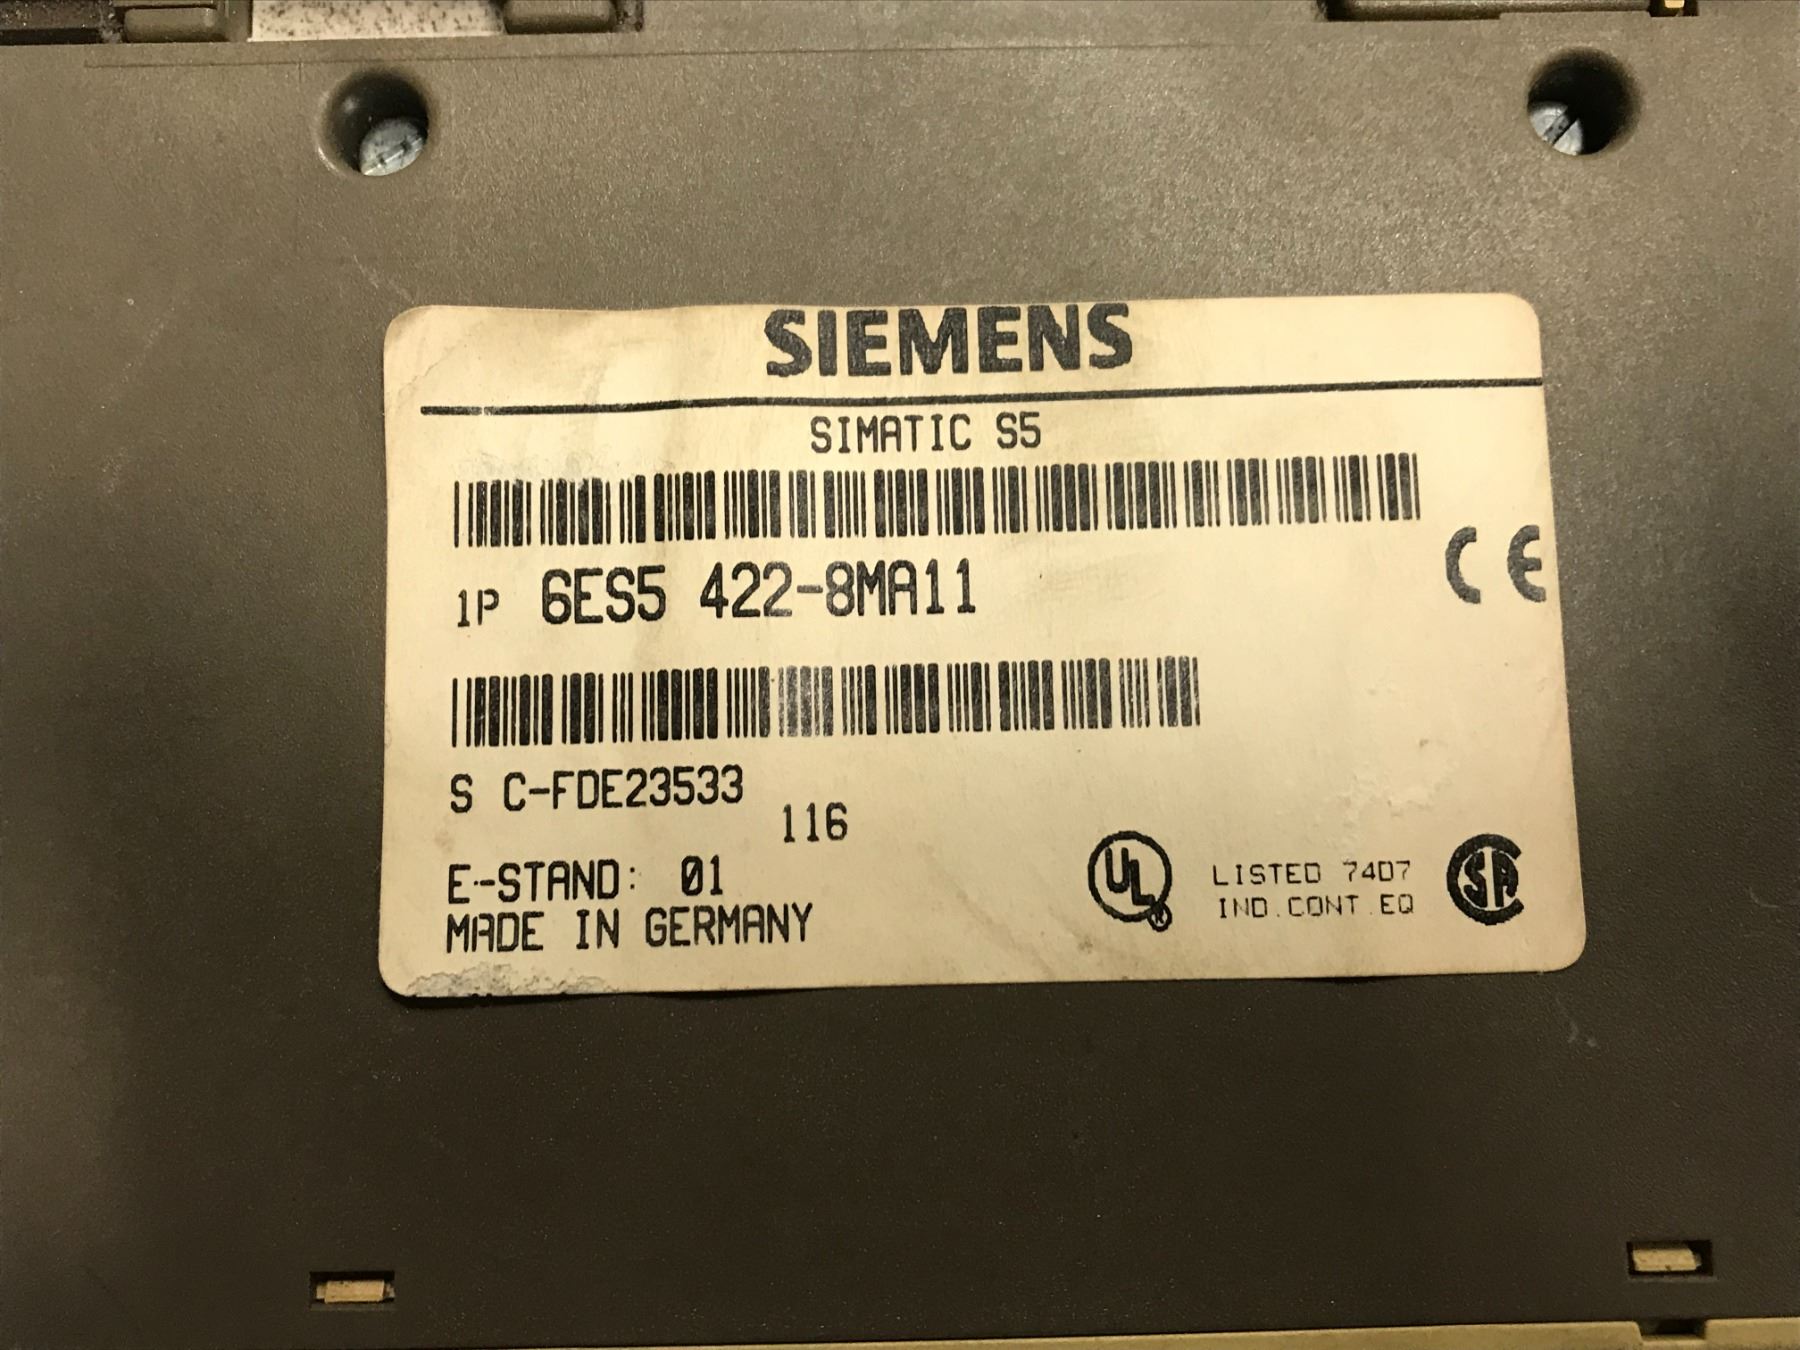 SIEMENS
SIMATIC S5
1P 6ES5 422-8MA11
CE
S C-FDE23533
116
E-STAND: 01
MADE IN GERMANY
UL ®
LISTED 74D7
IND.CONT.EQ
SA